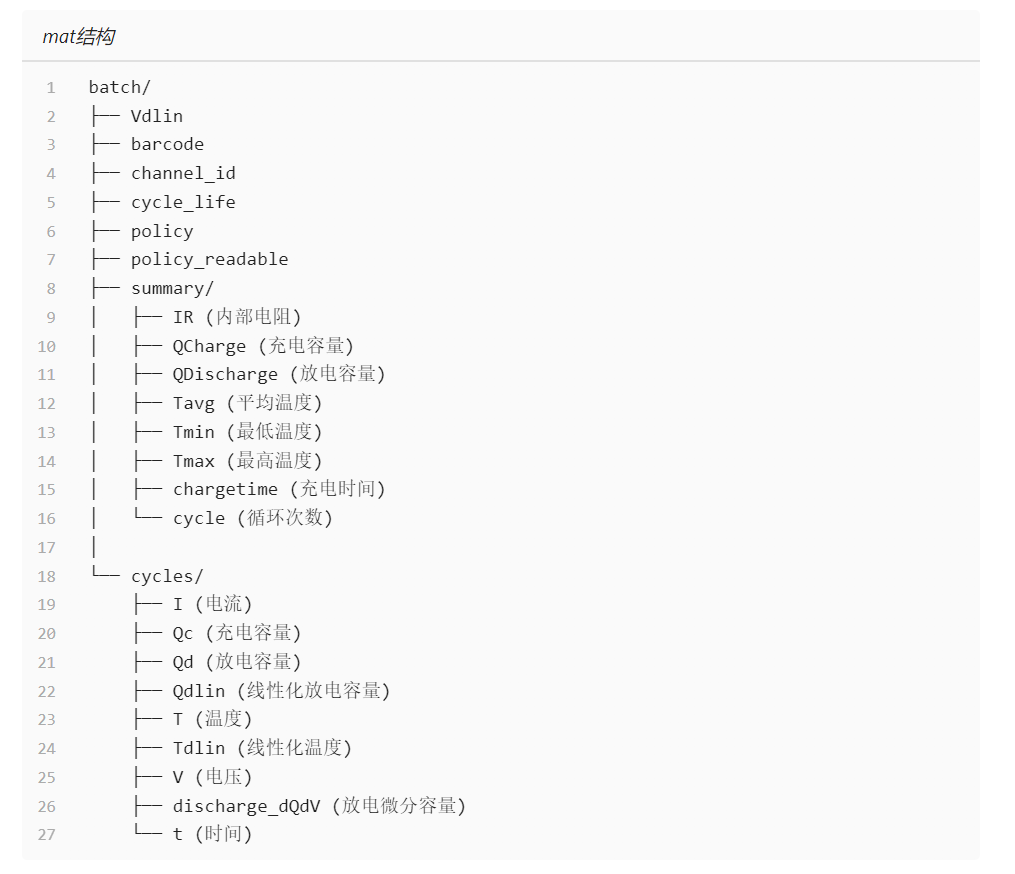 mat结构
1 batch/
2 ├── Vdlin
3 ├── barcode
4 ├── channel_id
5 ├── cycle_life
6 ├── policy
7 ├── policy_readable
8 ├── summary/
9 │   ├── IR (内部电阻)
10 │   ├── QCharge (充电容量)
11 │   ├── QDischarge (放电容量)
12 │   ├── Tavg (平均温度)
13 │   ├── Tmin (最低温度)
14 │   ├── Tmax (最高温度)
15 │   ├── chargetime (充电时间)
16 │   └── cycle (循环次数)
17 │
18 └── cycles/
19     ├── I (电流)
20     ├── Qc (充电容量)
21     ├── Qd (放电容量)
22     ├── Qdlin (线性化放电容量)
23     ├── T (温度)
24     ├── Tdlin (线性化温度)
25     ├── V (电压)
26     ├── discharge_dQdV (放电微分容量)
27     └── t (时间)